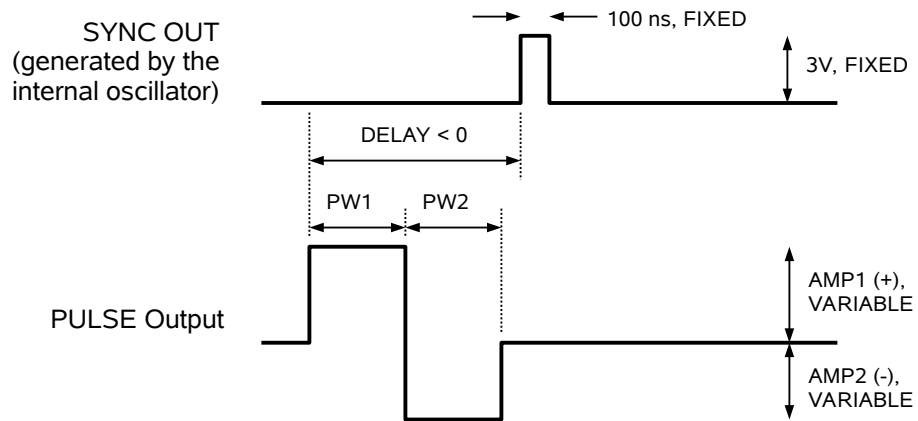 SYNC OUT
(generated by the
internal oscillator)
100 ns, FIXED
3V, FIXED
DELAY < 0
PW1
PW2
PULSE Output
AMP1 (+),
VARIABLE
AMP2 (-),
VARIABLE